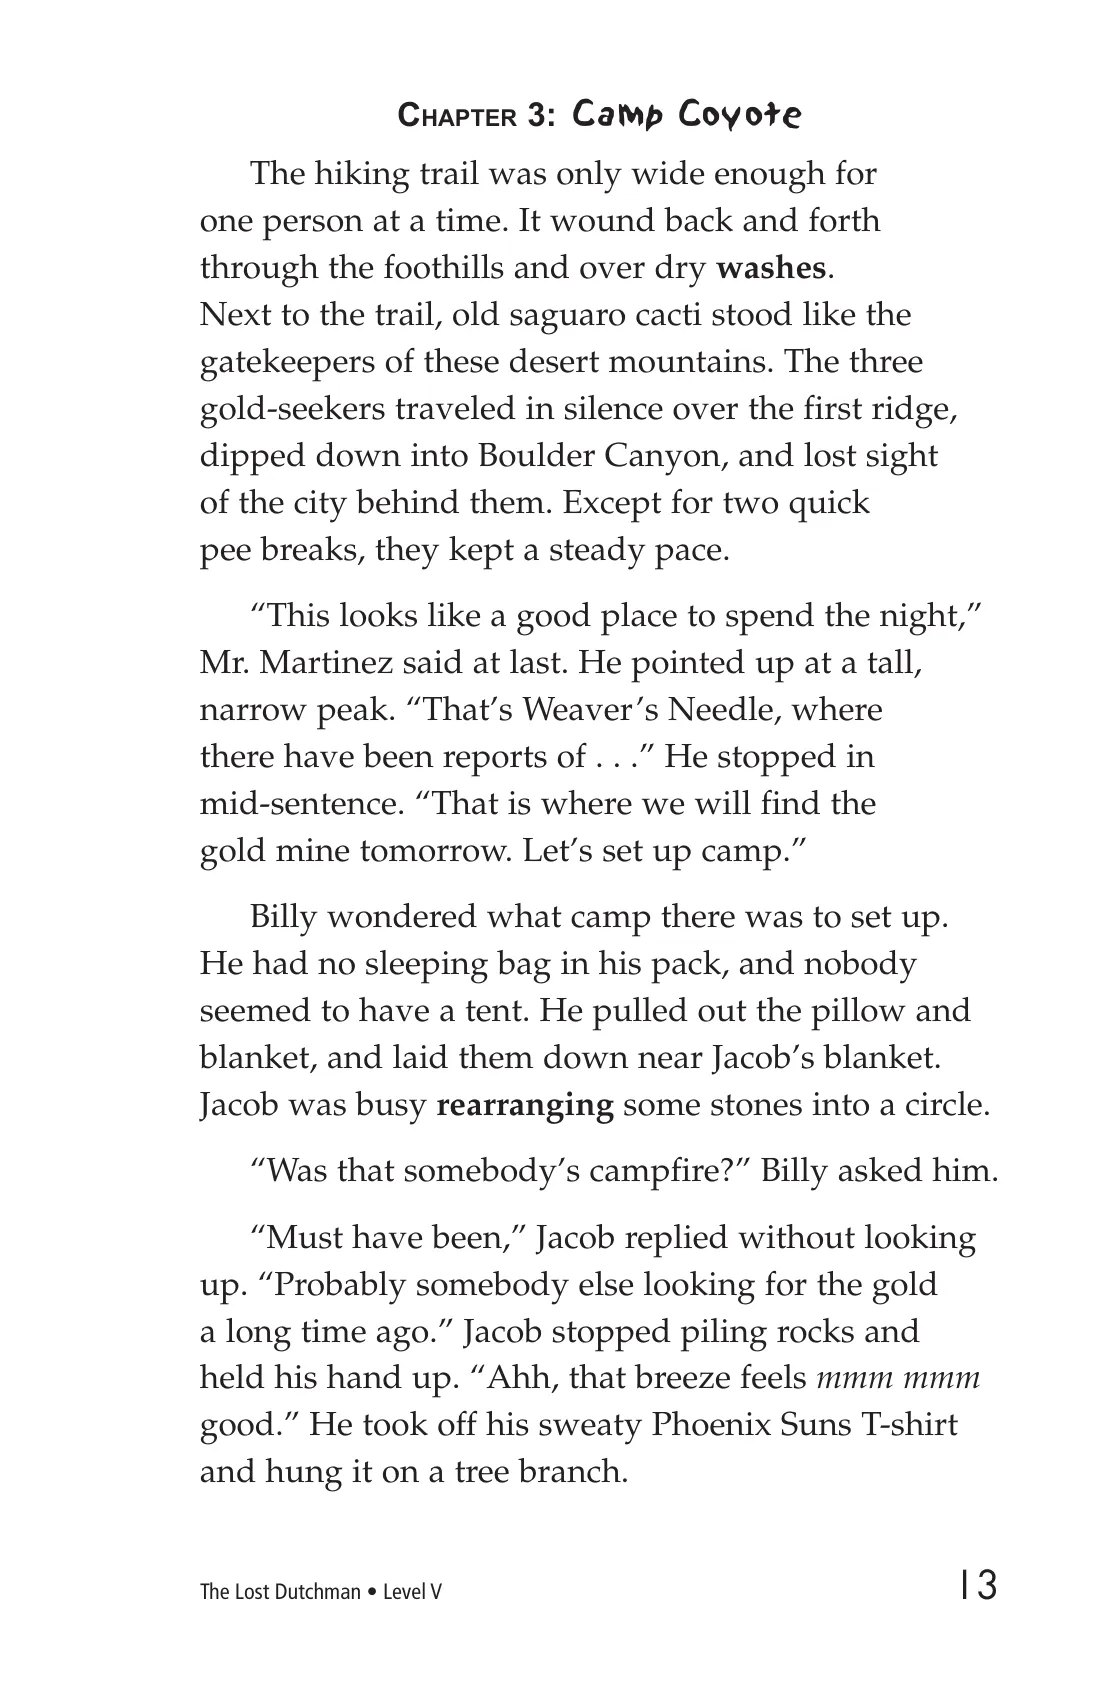 Chapter 3: Camp Coyote
The hiking trail was only wide enough for
one person at a time. It wound back and forth
through the foothills and over dry washes.
Next to the trail, old saguaro cacti stood like the
gatekeepers of these desert mountains. The three
gold-seekers traveled in silence over the first ridge,
dipped down into Boulder Canyon, and lost sight
of the city behind them. Except for two quick
pee breaks, they kept a steady pace.
“This looks like a good place to spend the night,”
Mr. Martinez said at last. He pointed up at a tall,
narrow peak. “That’s Weaver’s Needle, where
there have been reports of . . .” He stopped in
mid-sentence. “That is where we will find the
gold mine tomorrow. Let’s set up camp.”
Billy wondered what camp there was to set up.
He had no sleeping bag in his pack, and nobody
seemed to have a tent. He pulled out the pillow and
blanket, and laid them down near Jacob’s blanket.
Jacob was busy rearranging some stones into a circle.
“Was that somebody’s campfire?” Billy asked him.
“Must have been,” Jacob replied without looking
up. “Probably somebody else looking for the gold
a long time ago.” Jacob stopped piling rocks and
held his hand up. “Ahh, that breeze feels mmm mmm
good.” He took off his sweaty Phoenix Suns T-shirt
and hung it on a tree branch.
The Lost Dutchman • Level V
13